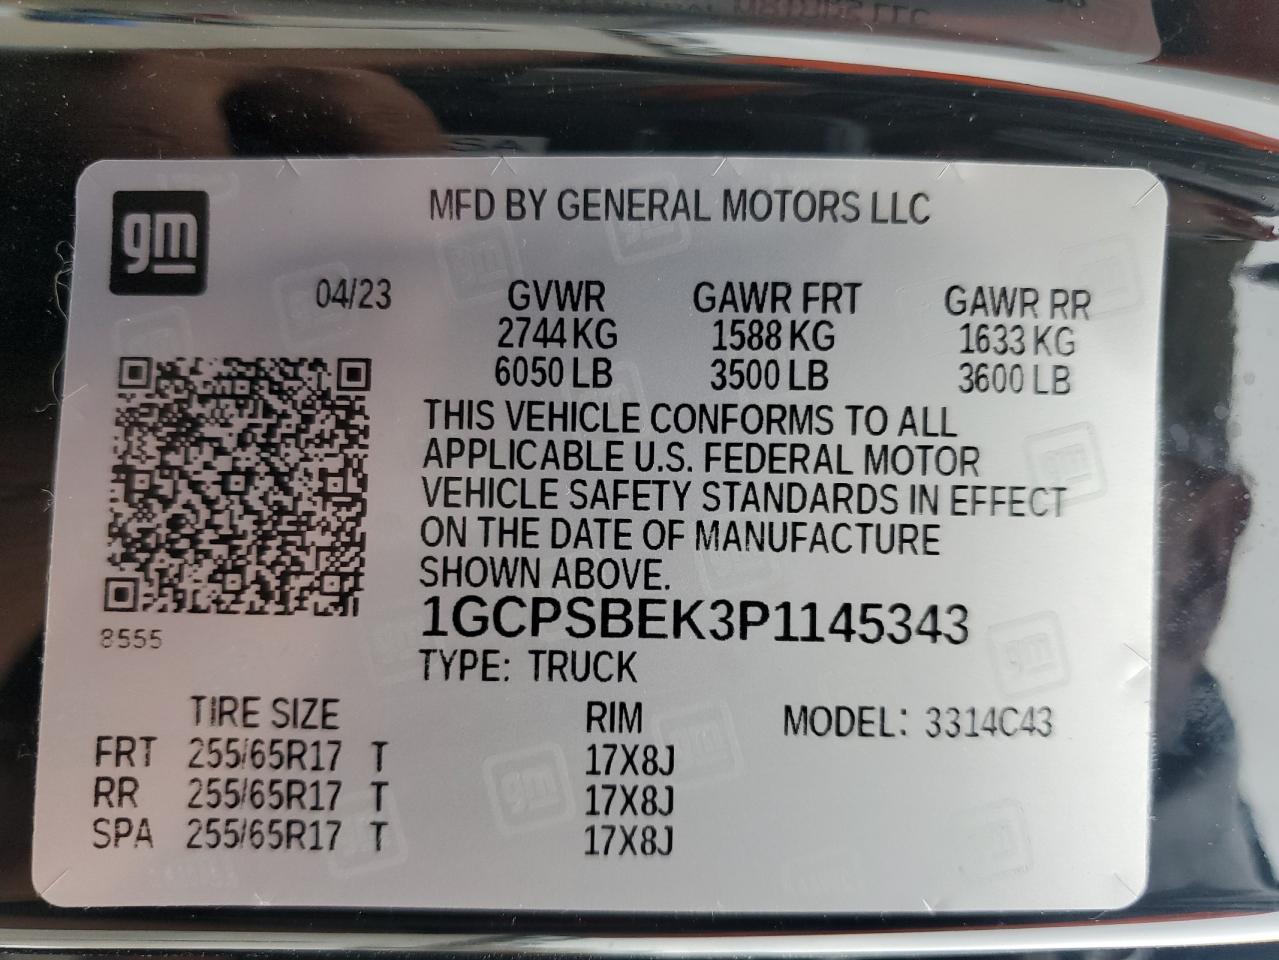 gm
MFD BY GENERAL MOTORS LLC
04/23 GVWR GAWR FRT GAWR RR
2744 KG 1588 KG 1633 KG
6050 LB 3500 LB 3600 LB
THIS VEHICLE CONFORMS TO ALL
APPLICABLE U.S. FEDERAL MOTOR
VEHICLE SAFETY STANDARDS IN EFFECT
ON THE DATE OF MANUFACTURE
SHOWN ABOVE.
1GCPSBEK3P1145343
8555
TYPE: TRUCK
TIRE SIZE RIM MODEL: 3314C43
FRT 255/65R17 T 17X8J
RR 255/65R17 T 17X8J
SPA 255/65R17 T 17X8J